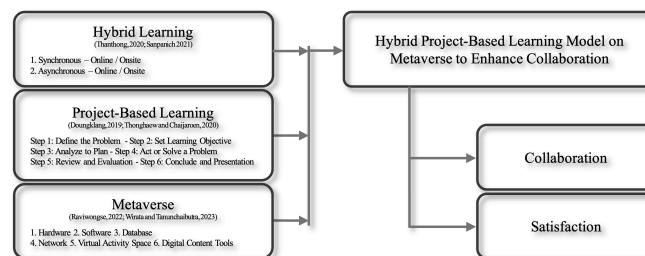 Hybrid Learning
(Thanthong, 2020; Sanpanich 2021)
1. Synchronous – Online / Onsite
2. Asynchronous – Online / Onsite
Project-Based Learning
(Doungklang, 2019; Thonghaew and Chaijaroen, 2020)
Step 1: Define the Problem - Step 2: Set Learning Objective
Step 3: Analyze to Plan - Step 4: Act or Solve a Problem
Step 5: Review and Evaluation - Step 6: Conclude and Presentation
Metaverse
(Raviwongse, 2022; Wirata and Tanunchaibutra, 2023)
1. Hardware 2. Software 3. Database
4. Network 5. Virtual Activity Space 6. Digital Content Tools
Hybrid Project-Based Learning Model on
Metaverse to Enhance Collaboration
Collaboration
Satisfaction